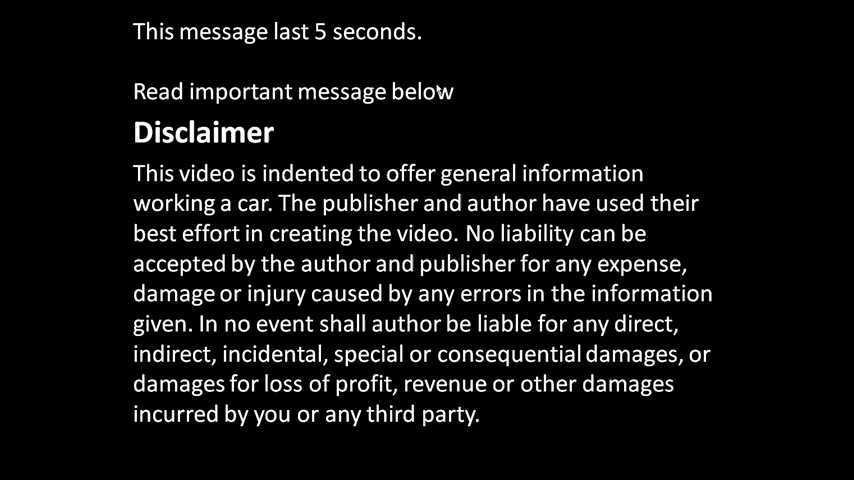 This message last 5 seconds.
Read important message below
Disclaimer
This video is indented to offer general information
working a car. The publisher and author have used their
best effort in creating the video. No liability can be
accepted by the author and publisher for any expense,
damage or injury caused by any errors in the information
given. In no event shall author be liable for any direct,
indirect, incidental, special or consequential damages, or
damages for loss of profit, revenue or other damages
incurred by you or any third party.